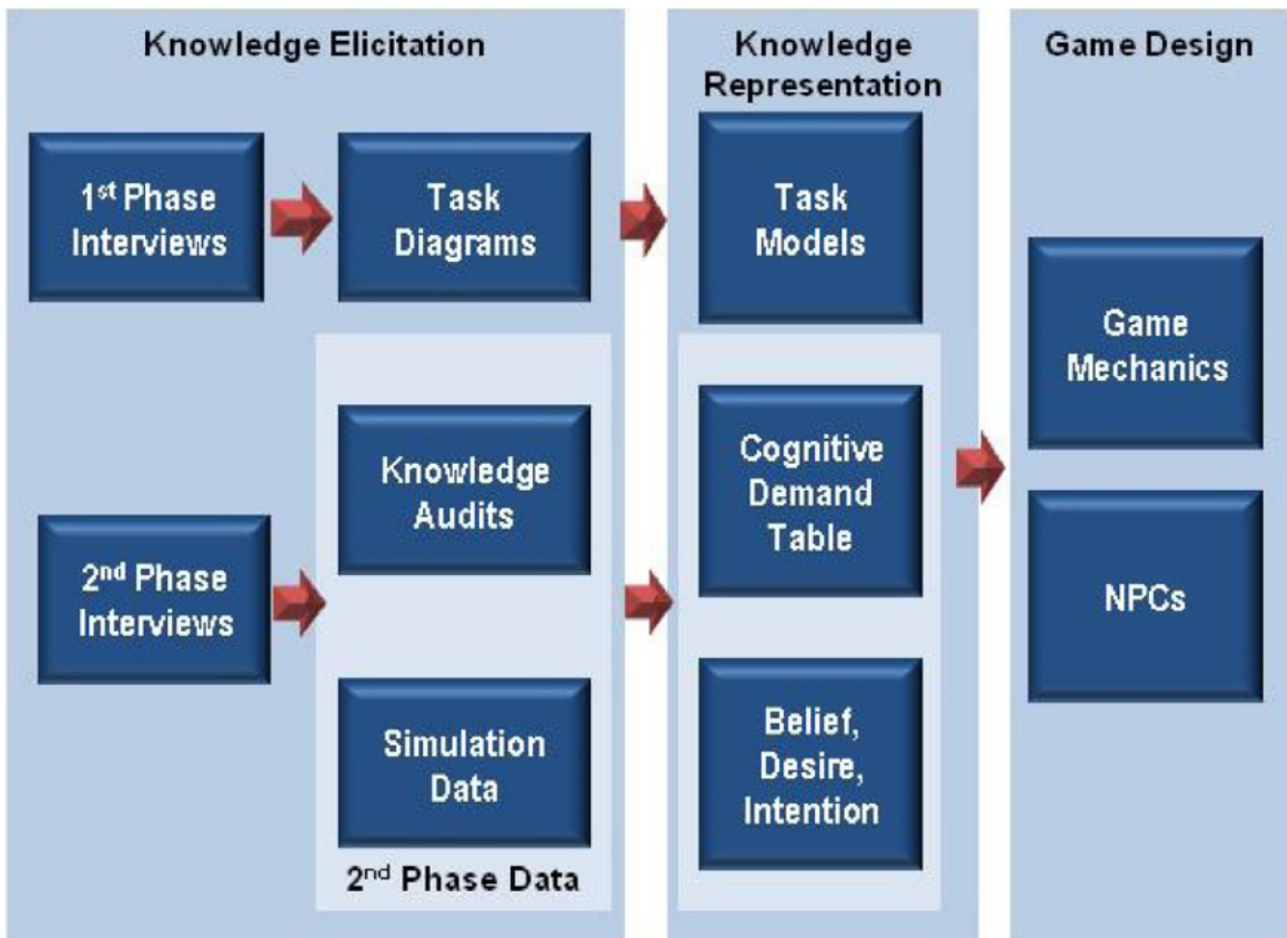 Knowledge Elicitation
1st Phase
Interviews
Task
Diagrams
Knowledge
Audits
2nd Phase
Interviews
Simulation
Data
2nd Phase Data
Knowledge
Representation
Task
Models
Cognitive
Demand
Table
Belief,
Desire,
Intention
Game Design
Game
Mechanics
NPCs